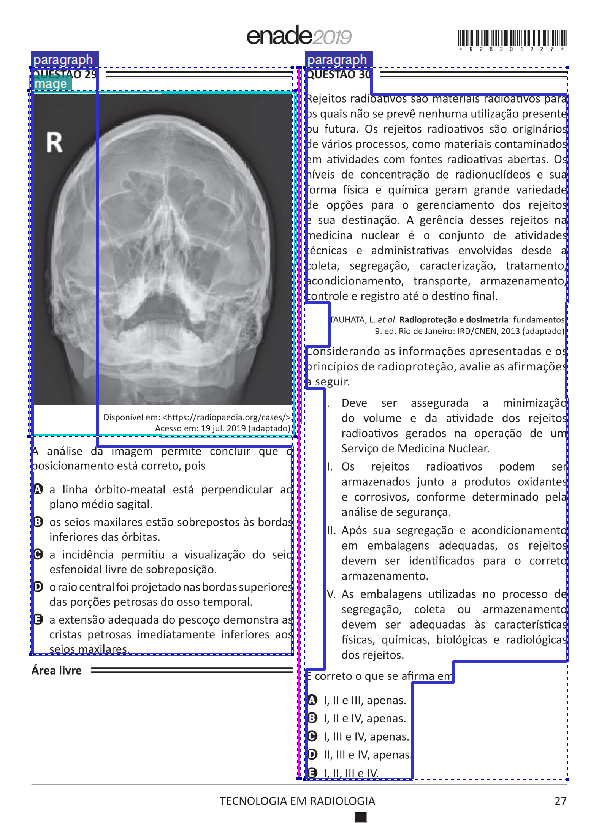 enade2019
paragraph
QUESTÃO 29
mage
R
Disponível em: <https://radiopaedia.org/cases/>
Acesso em: 19 jul. 2019 (adaptado)
A análise da imagem permite concluir que o
posicionamento está correto, pois
A a linha órbito-meatal está perpendicular ao
plano médio sagital.
B os seios maxilares estão sobrepostos às bordas
inferiores das órbitas.
C a incidência permitiu a visualização do seio
esfenoidal livre de sobreposição.
D o raio central foi projetado nas bordas superiores
das porções petrosas do osso temporal.
E a extensão adequada do pescoço demonstra as
cristas petrosas imediatamente inferiores aos
seios maxilares.
Área livre
paragraph
QUESTÃO 30
Rejeitos radioativos são materiais radioativos para
os quais não se prevê nenhuma utilização presente
ou futura. Os rejeitos radioativos são originários
de vários processos, como materiais contaminados
em atividades com fontes radioativas abertas. Os
níveis de concentração de radionuclídeos e sua
forma física e química geram grande variedade
de opções para o gerenciamento dos rejeitos
e sua destinação. A gerência desses rejeitos na
medicina nuclear é o conjunto de atividades
técnicas e administrativas envolvidas desde a
coleta, segregação, caracterização, tratamento,
acondicionamento, transporte, armazenamento,
controle e registro até o destino final.
TAUHATA, L. et al. Radioproteção e dosimetria: fundamentos.
9. ed. Rio de Janeiro: IRD/CNEN, 2013 (adaptado)
Considerando as informações apresentadas e os
princípios de radioproteção, avalie as afirmações
a seguir.
I. Deve ser assegurada a minimização
do volume e da atividade dos rejeitos
radioativos gerados na operação de um
Serviço de Medicina Nuclear.
II. Os rejeitos radioativos podem ser
armazenados junto a produtos oxidantes
e corrosivos, conforme determinado pela
análise de segurança.
III. Após sua segregação e acondicionamento
em embalagens adequadas, os rejeitos
devem ser identificados para o correto
armazenamento.
IV. As embalagens utilizadas no processo de
segregação, coleta ou armazenamento
devem ser adequadas às características
físicas, químicas, biológicas e radiológicas
dos rejeitos.
É correto o que se afirma em
A I, II e III, apenas.
B I, II e IV, apenas.
C I, III e IV, apenas.
D II, III e IV, apenas.
E I, II, III e IV.
TECNOLOGIA EM RADIOLOGIA
27